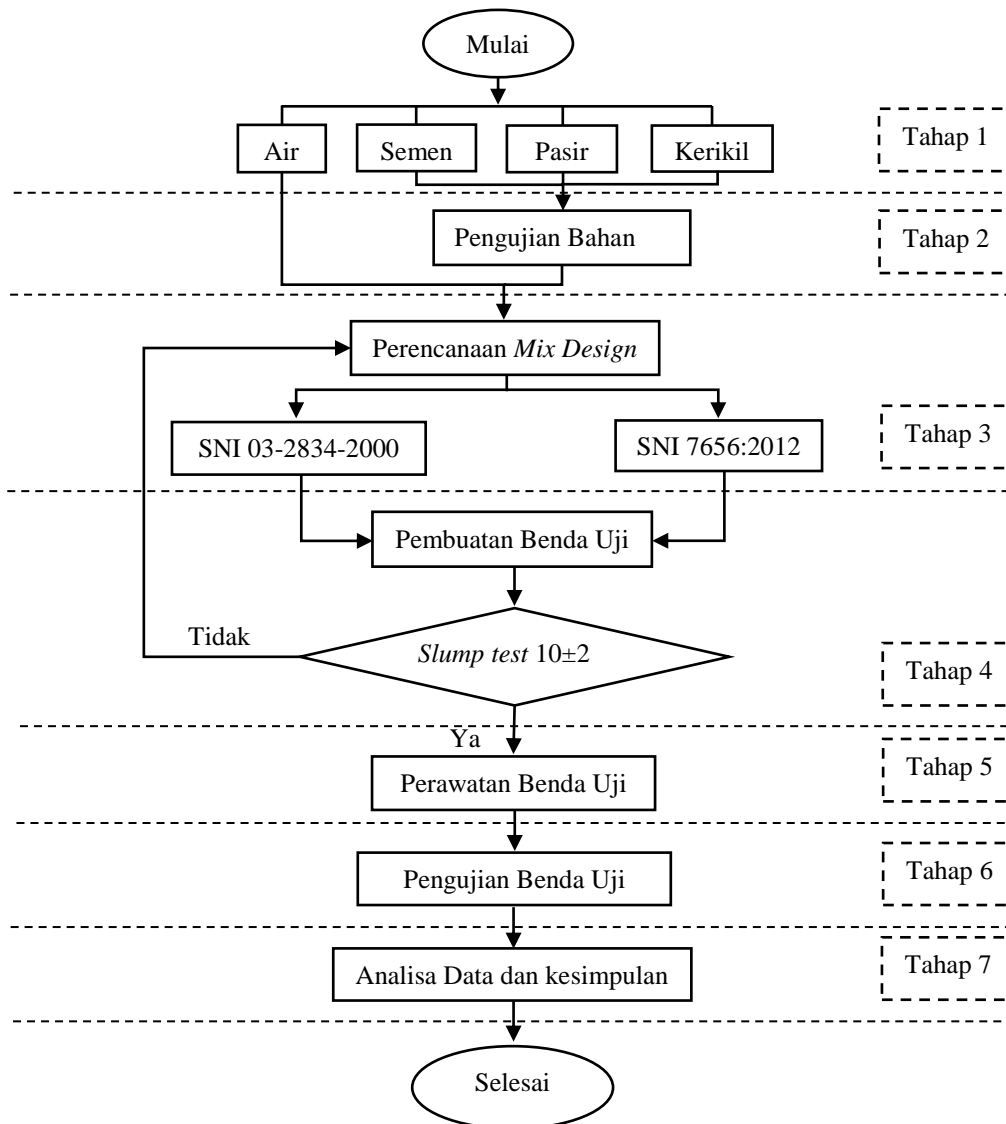 Mulai
Air
Semen
Pasir
Kerikil
Tahap 1
Pengujian Bahan
Tahap 2
Perencanaan Mix Design
SNI 03-2834-2000
SNI 7656:2012
Tahap 3
Pembuatan Benda Uji
Tidak
Slump test 10±2
Tahap 4
Ya
Perawatan Benda Uji
Tahap 5
Pengujian Benda Uji
Tahap 6
Analisa Data dan kesimpulan
Tahap 7
Selesai